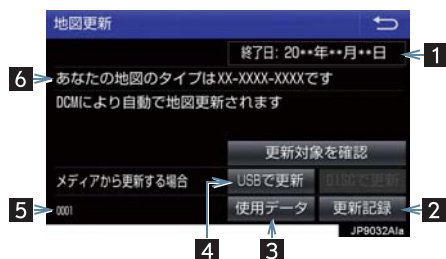 地図更新
終了日: 20**年**月**日
1
6
あなたの地図のタイプはXX-XXXX-XXXXです
DCMにより自動で地図更新されます
更新対象を確認
メディアから更新する場合
USBで更新
DISCで更新
5
0001
使用データ
更新記録
2
4
3
JP9032AIa